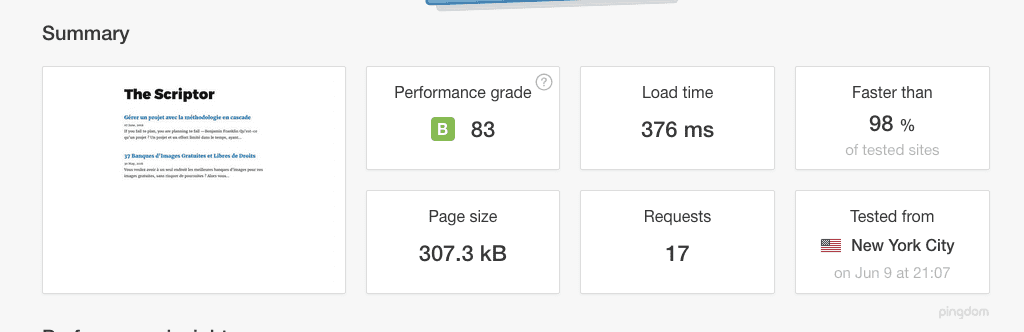 Summary
The Scriptor
Gérer un projet avec la méthodologie en cascade
If you fail to plan, you are planning to fail —Benjamin Franklin Qu'est-ce
qu'un projet ? Un projet est un effort limité dans le temps, ayant...
37 Banques d'Images Gratuites et Libres de Droits
Vous voulez avoir à un seul endroit les meilleures banques d'images pour vos
images gratuites, sans risque de poursuites ? Alors vous...
Performance grade ?
B 83
Load time
376 ms
Faster than
98 %
of tested sites
Page size
307.3 kB
Requests
17
Tested from
New York City
on Jun 9 at 21:07
pingdom